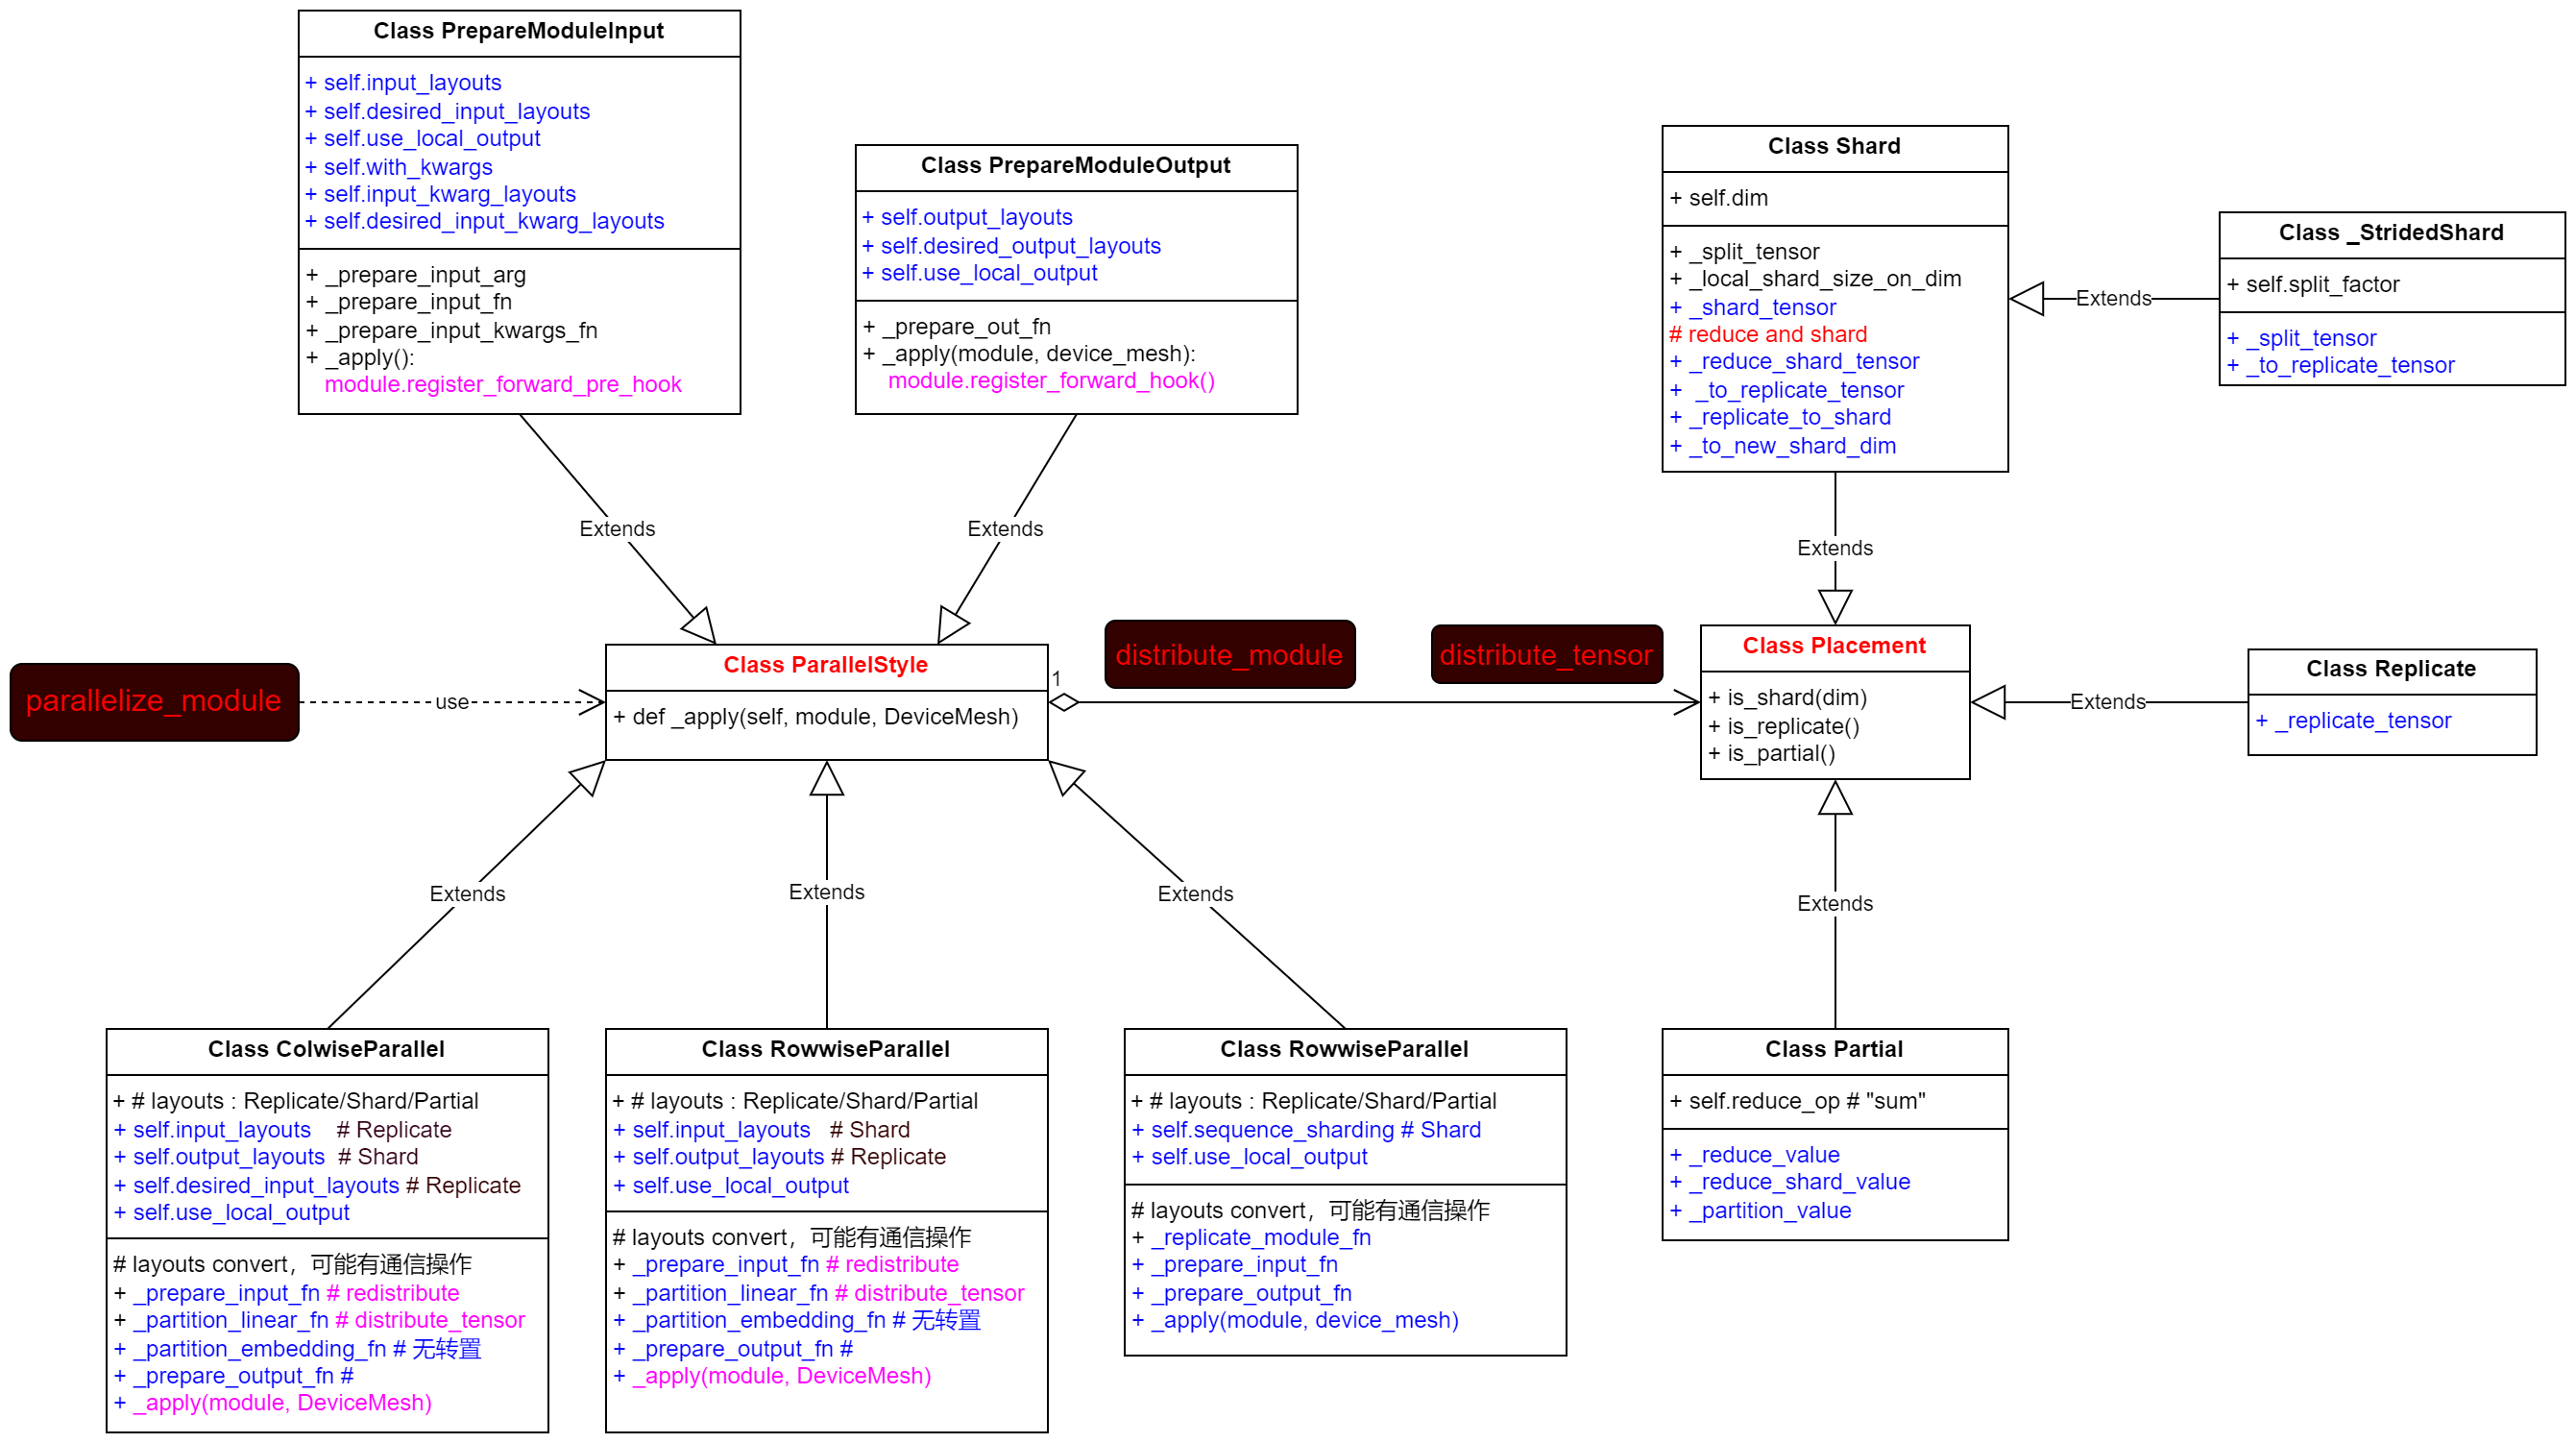 Class PrepareModuleInput
+ self.input_layouts
+ self.desired_input_layouts
+ self.use_local_output
+ self.with_kwargs
+ self.input_kwarg_layouts
+ self.desired_input_kwarg_layouts
+ _prepare_input_arg
+ _prepare_input_fn
+ _prepare_input_kwargs_fn
+ _apply():
module.register_forward_pre_hook
Class PrepareModuleOutput
+ self.output_layouts
+ self.desired_output_layouts
+ self.use_local_output
+ _prepare_out_fn
+ _apply(module, device_mesh):
module.register_forward_hook()
Class Shard
+ self.dim
+ _split_tensor
+ _local_shard_size_on_dim
+ _shard_tensor
# reduce and shard
+ _reduce_shard_tensor
+ _to_replicate_tensor
+ _replicate_to_shard
+ _to_new_shard_dim
Extends
Class _StridedShard
+ self.split_factor
+ _split_tensor
+ _to_replicate_tensor
Extends
Extends
Extends
parallelize_module
use
Class ParallelStyle
+ def _apply(self, module, DeviceMesh)
1
distribute_module
distribute_tensor
Class Placement
+ is_shard(dim)
+ is_replicate()
+ is_partial()
Extends
Class Replicate
+ _replicate_tensor
Extends
Extends
Extends
Extends
Class ColwiseParallel
+ # layouts : Replicate/Shard/Partial
+ self.input_layouts # Replicate
+ self.output_layouts # Shard
+ self.desired_input_layouts # Replicate
+ self.use_local_output
# layouts convert，可能有通信操作
+ _prepare_input_fn # redistribute
+ _partition_linear_fn # distribute_tensor
+ _partition_embedding_fn # 无转置
+ _prepare_output_fn #
+ _apply(module, DeviceMesh)
Class RowwiseParallel
+ # layouts : Replicate/Shard/Partial
+ self.input_layouts # Shard
+ self.output_layouts # Replicate
+ self.use_local_output
# layouts convert，可能有通信操作
+ _prepare_input_fn # redistribute
+ _partition_linear_fn # distribute_tensor
+ _partition_embedding_fn # 无转置
+ _prepare_output_fn #
+ _apply(module, DeviceMesh)
Class RowwiseParallel
+ # layouts : Replicate/Shard/Partial
+ self.sequence_sharding # Shard
+ self.use_local_output
# layouts convert，可能有通信操作
+ _replicate_module_fn
+ _prepare_input_fn
+ _prepare_output_fn
+ _apply(module, device_mesh)
Class Partial
+ self.reduce_op # "sum"
+ _reduce_value
+ _reduce_shard_value
+ _partition_value